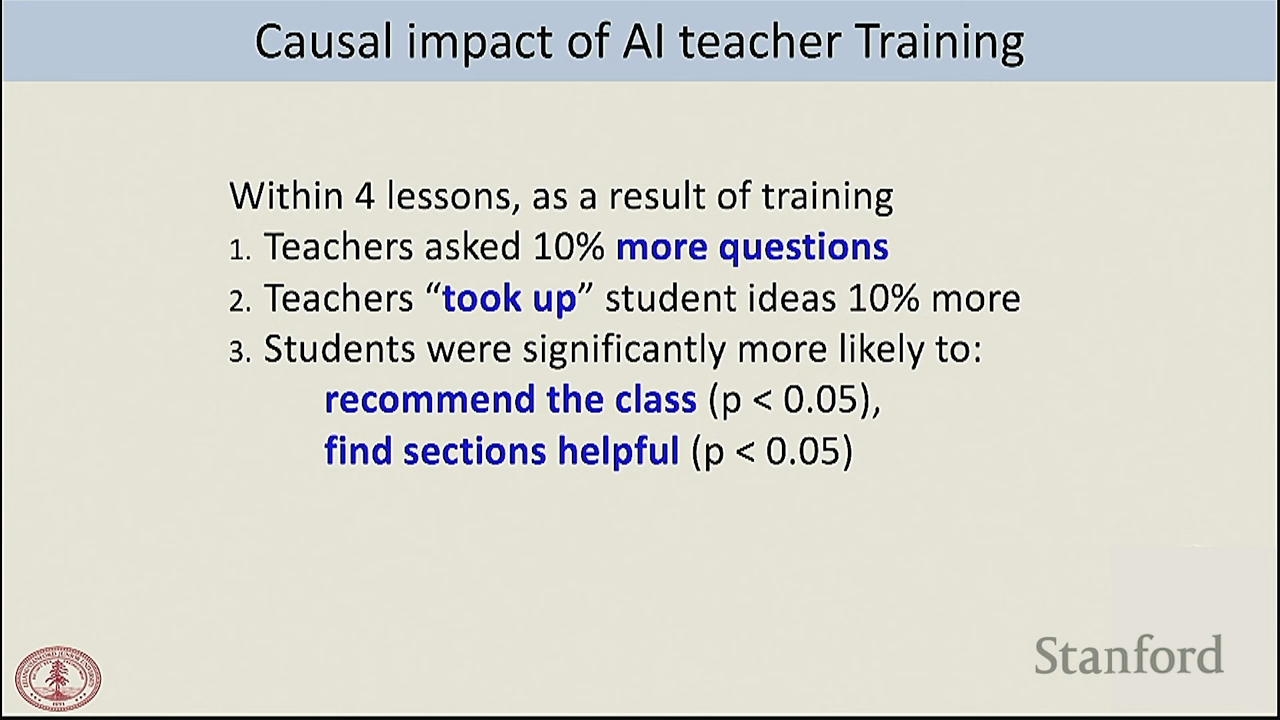 Causal impact of AI teacher Training
Within 4 lessons, as a result of training
1. Teachers asked 10% more questions
2. Teachers “took up” student ideas 10% more
3. Students were significantly more likely to:
recommend the class (p < 0.05),
find sections helpful (p < 0.05)
Stanford